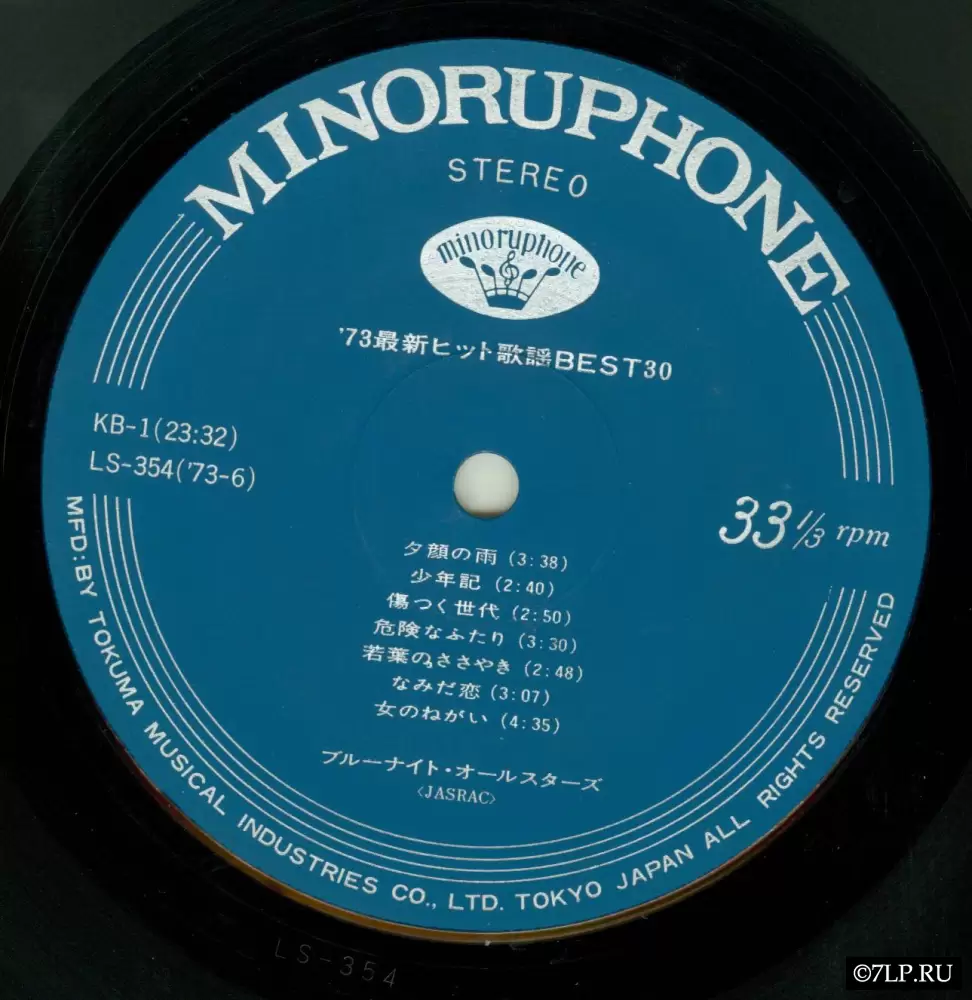 MINORUPHONE
STEREO
minoruphone
'73最新ヒット歌謡BEST30
KB-1(23:32)
LS-354('73-6)
33 1/3 rpm
夕顔の雨 (3:38)
少年記 (2:40)
傷つく世代 (2:50)
危険なふたり (3:30)
若葉のささやき (2:48)
なみだ恋 (3:07)
女のねがい (4:35)
ブルーナイト・オールスターズ
〈JASRAC〉
MFD:BY TOKUMA MUSICAL INDUSTRIES CO., LTD. TOKYO JAPAN ALL RIGHTS RESERVED
LS-354
©7LP.RU